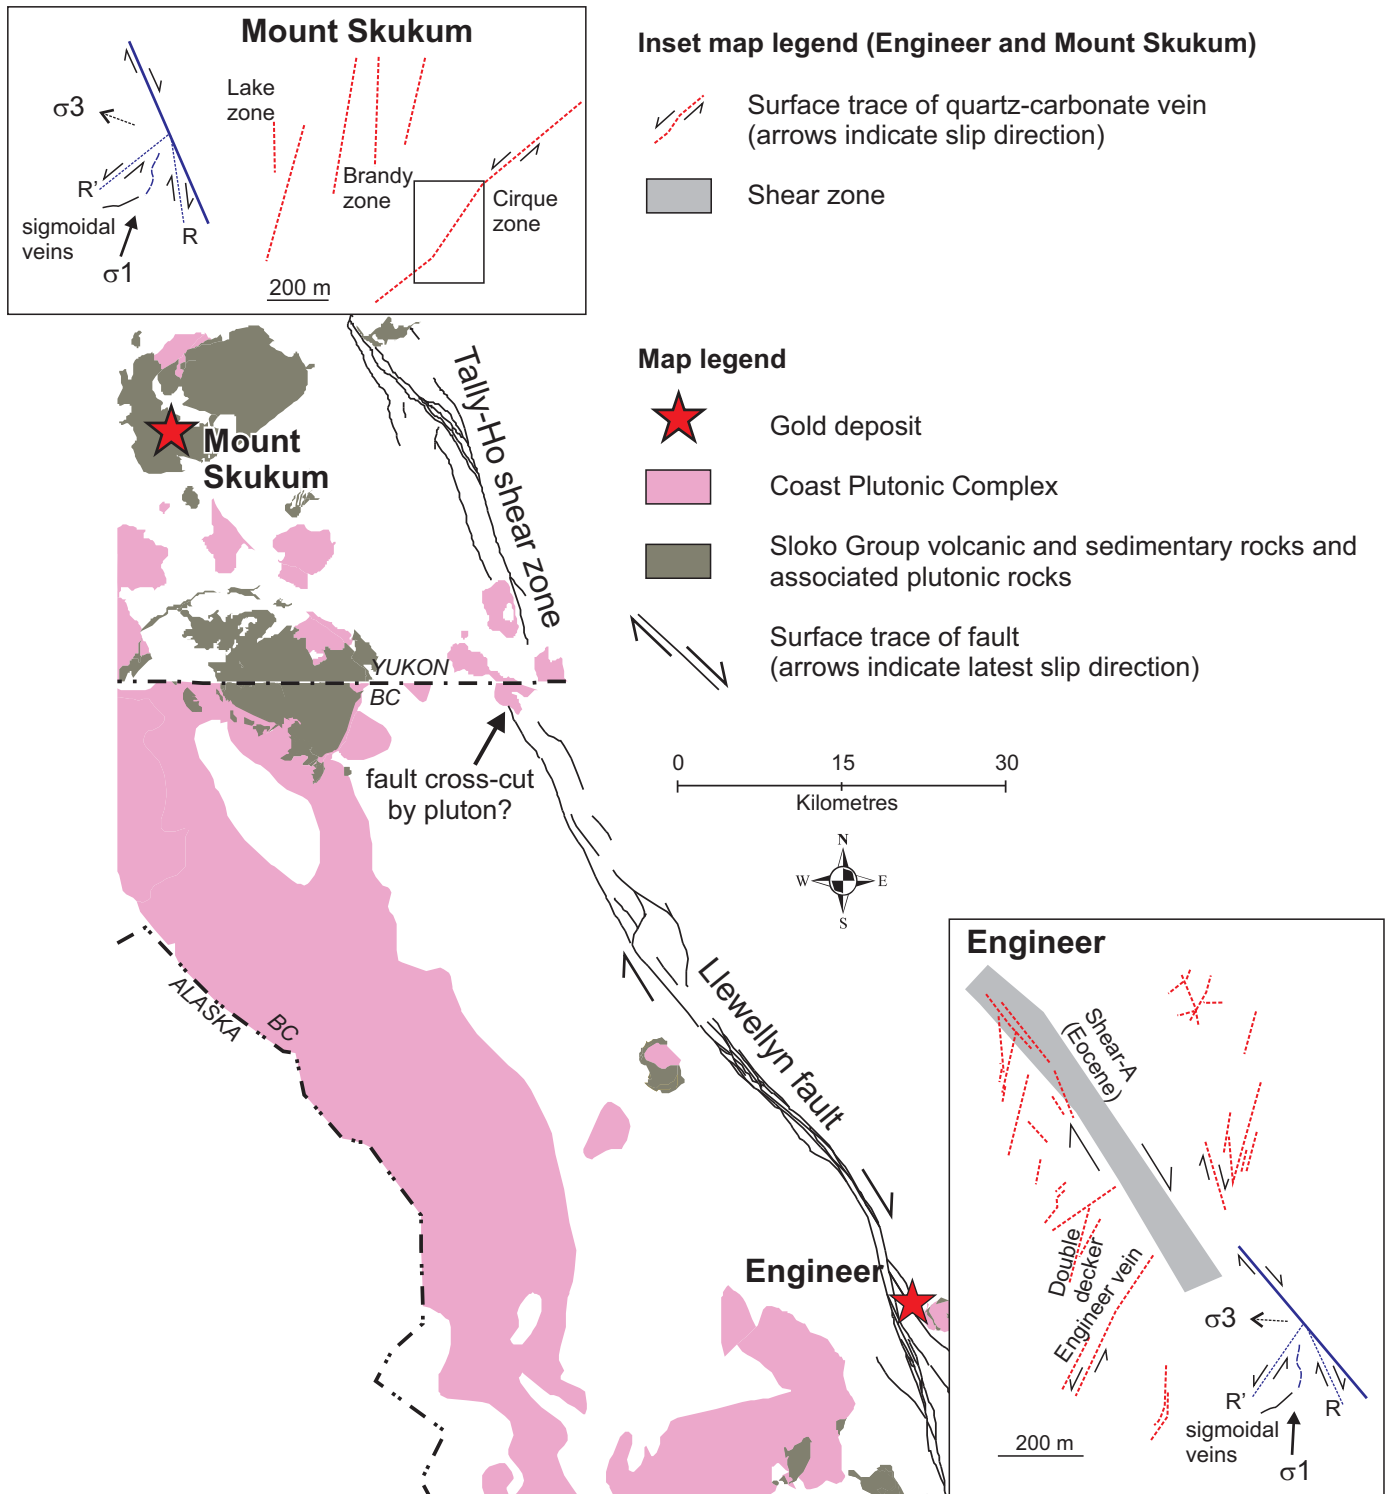 Mount Skukum
Lake
zone
σ3
R'
sigmoidal
veins
σ1
R
Brandy
zone
Cirque
zone
200 m
Inset map legend (Engineer and Mount Skukum)
Surface trace of quartz-carbonate vein
(arrows indicate slip direction)
Shear zone
Map legend
Gold deposit
Coast Plutonic Complex
Sloko Group volcanic and sedimentary rocks and
associated plutonic rocks
Surface trace of fault
(arrows indicate latest slip direction)
Tally-Ho shear zone
Mount
Skukum
YUKON
BC
fault cross-cut
by pluton?
0 15 30
Kilometres
N
W E
S
ALASKA
BC
Llewellyn fault
Engineer
Engineer
Shear-A
(Eocene)
Double
decker
Engineer vein
σ3
R'
R
sigmoidal
veins
σ1
200 m